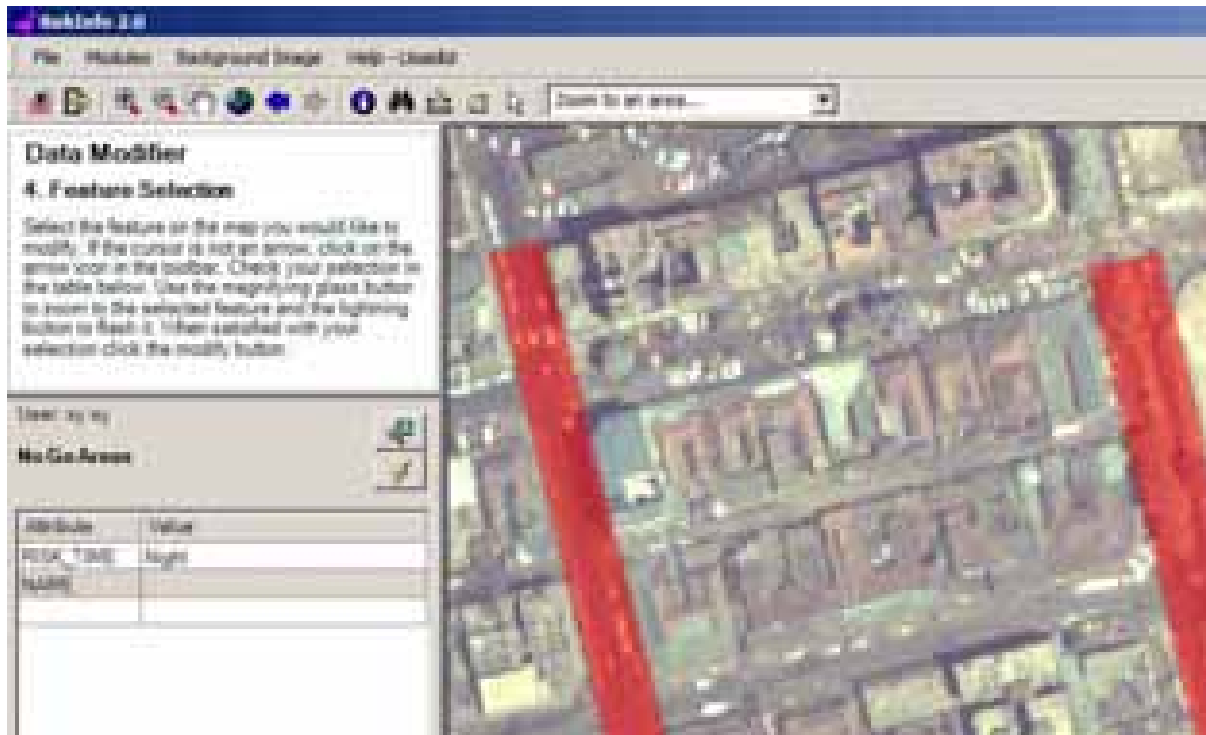 RiskInfo 2.0
File Modules Background Image Help -
Zoom to an area...
Data Modifier
4. Feature Selection
Select the feature on the map you would like to
modify. If the cursor is not an arrow, click on the
arrow icon in the toolbar. Check your selection in
the table below. Use the magnifying glass button
to zoom to the selected feature and the lightning
button to flash it. When satisfied with your
selection click the modify button
User:
No Go Areas
Attribute Value
RISK_TIME Night
NAME